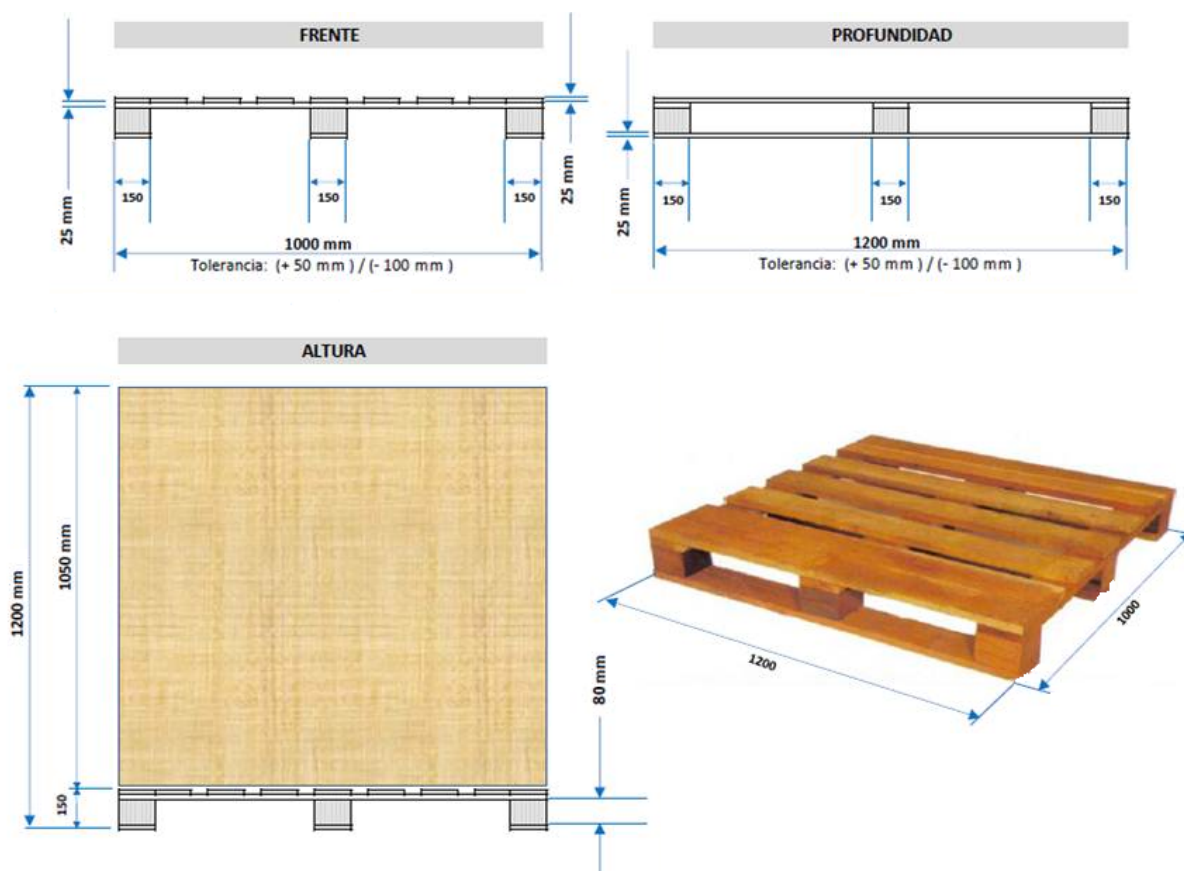 FRENTE
25 mm
150
150
150
25 mm
1000 mm
Tolerancia: (+ 50 mm ) / (- 100 mm )
PROFUNDIDAD
25 mm
150
150
150
1200 mm
Tolerancia: (+ 50 mm ) / (- 100 mm )
ALTURA
1200 mm
1050 mm
150
80 mm
1200
1000